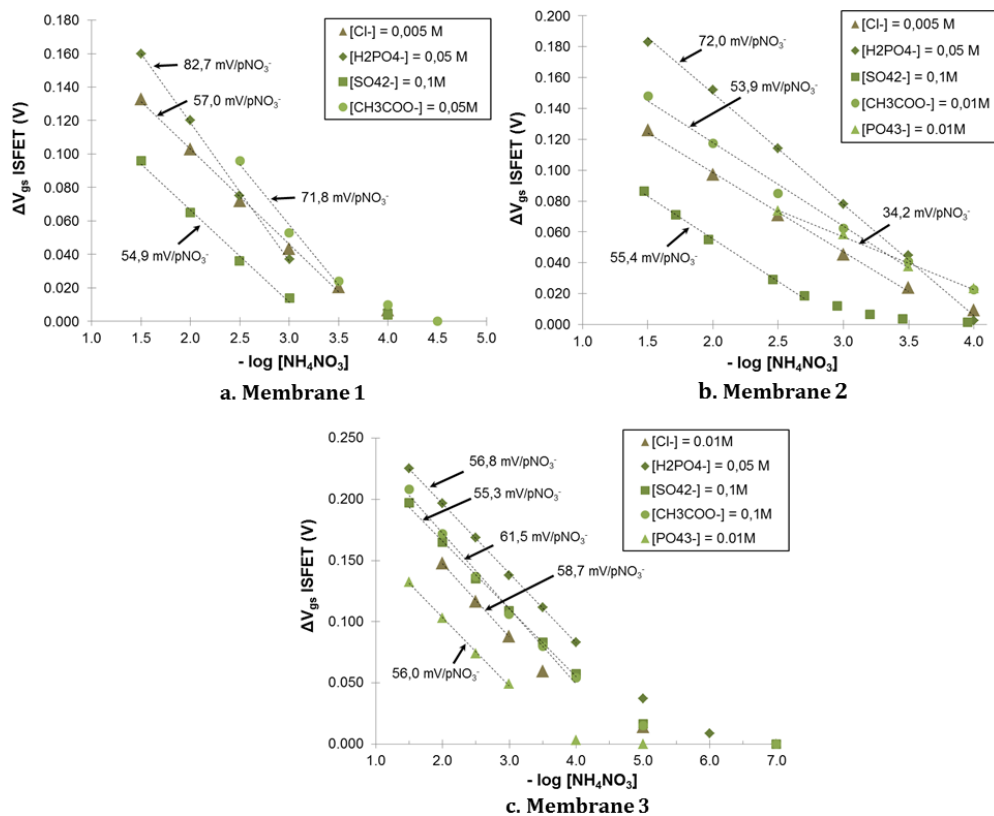 0.180
0.160
0.140
0.120
0.100
0.080
0.060
0.040
0.020
0.000
ΔVgs ISFET (V)
1.0 1.5 2.0 2.5 3.0 3.5 4.0 4.5 5.0
- log [NH4NO3]
[Cl-] = 0,005 M
[H2PO4-] = 0,05 M
[SO42-] = 0,1M
[CH3COO-] = 0,05M
82,7 mV/pNO3-
57,0 mV/pNO3-
71,8 mV/pNO3-
54,9 mV/pNO3-
a. Membrane 1
0.200
0.180
0.160
0.140
0.120
0.100
0.080
0.060
0.040
0.020
0.000
ΔVgs ISFET (V)
1.0 1.5 2.0 2.5 3.0 3.5 4.0
- log [NH4NO3]
[Cl-] = 0,005 M
[H2PO4-] = 0,05 M
[SO42-] = 0,1M
[CH3COO-] = 0,01M
[PO43-] = 0.01M
72,0 mV/pNO3-
53,9 mV/pNO3-
34,2 mV/pNO3-
55,4 mV/pNO3-
b. Membrane 2
0.250
0.200
0.150
0.100
0.050
0.000
ΔVgs ISFET (V)
1.0 2.0 3.0 4.0 5.0 6.0 7.0
- log [NH4NO3]
[Cl-] = 0.01M
[H2PO4-] = 0,05 M
[SO42-] = 0,1M
[CH3COO-] = 0,1M
[PO43-] = 0.01M
56,8 mV/pNO3-
55,3 mV/pNO3-
61,5 mV/pNO3-
58,7 mV/pNO3-
56,0 mV/pNO3-
c. Membrane 3